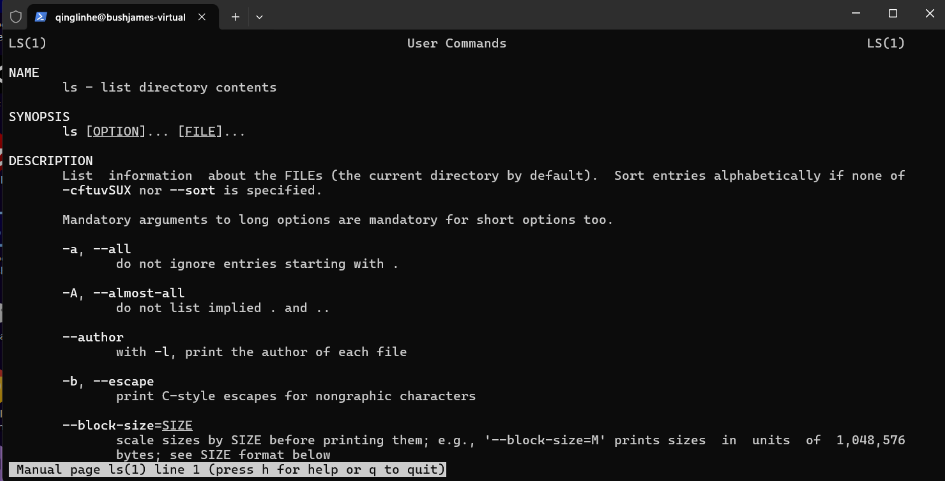 qinglinhe@bushjames-virtual
LS(1) User Commands LS(1)
NAME
ls - list directory contents
SYNOPSIS
ls [OPTION]... [FILE]...
DESCRIPTION
List information about the FILEs (the current directory by default). Sort entries alphabetically if none of
-cftuvSUX nor --sort is specified.
Mandatory arguments to long options are mandatory for short options too.
-a, --all
do not ignore entries starting with .
-A, --almost-all
do not list implied . and ..
--author
with -l, print the author of each file
-b, --escape
print C-style escapes for nongraphic characters
--block-size=SIZE
scale sizes by SIZE before printing them; e.g., '--block-size=M' prints sizes in units of 1,048,576
bytes; see SIZE format below
Manual page ls(1) line 1 (press h for help or q to quit)